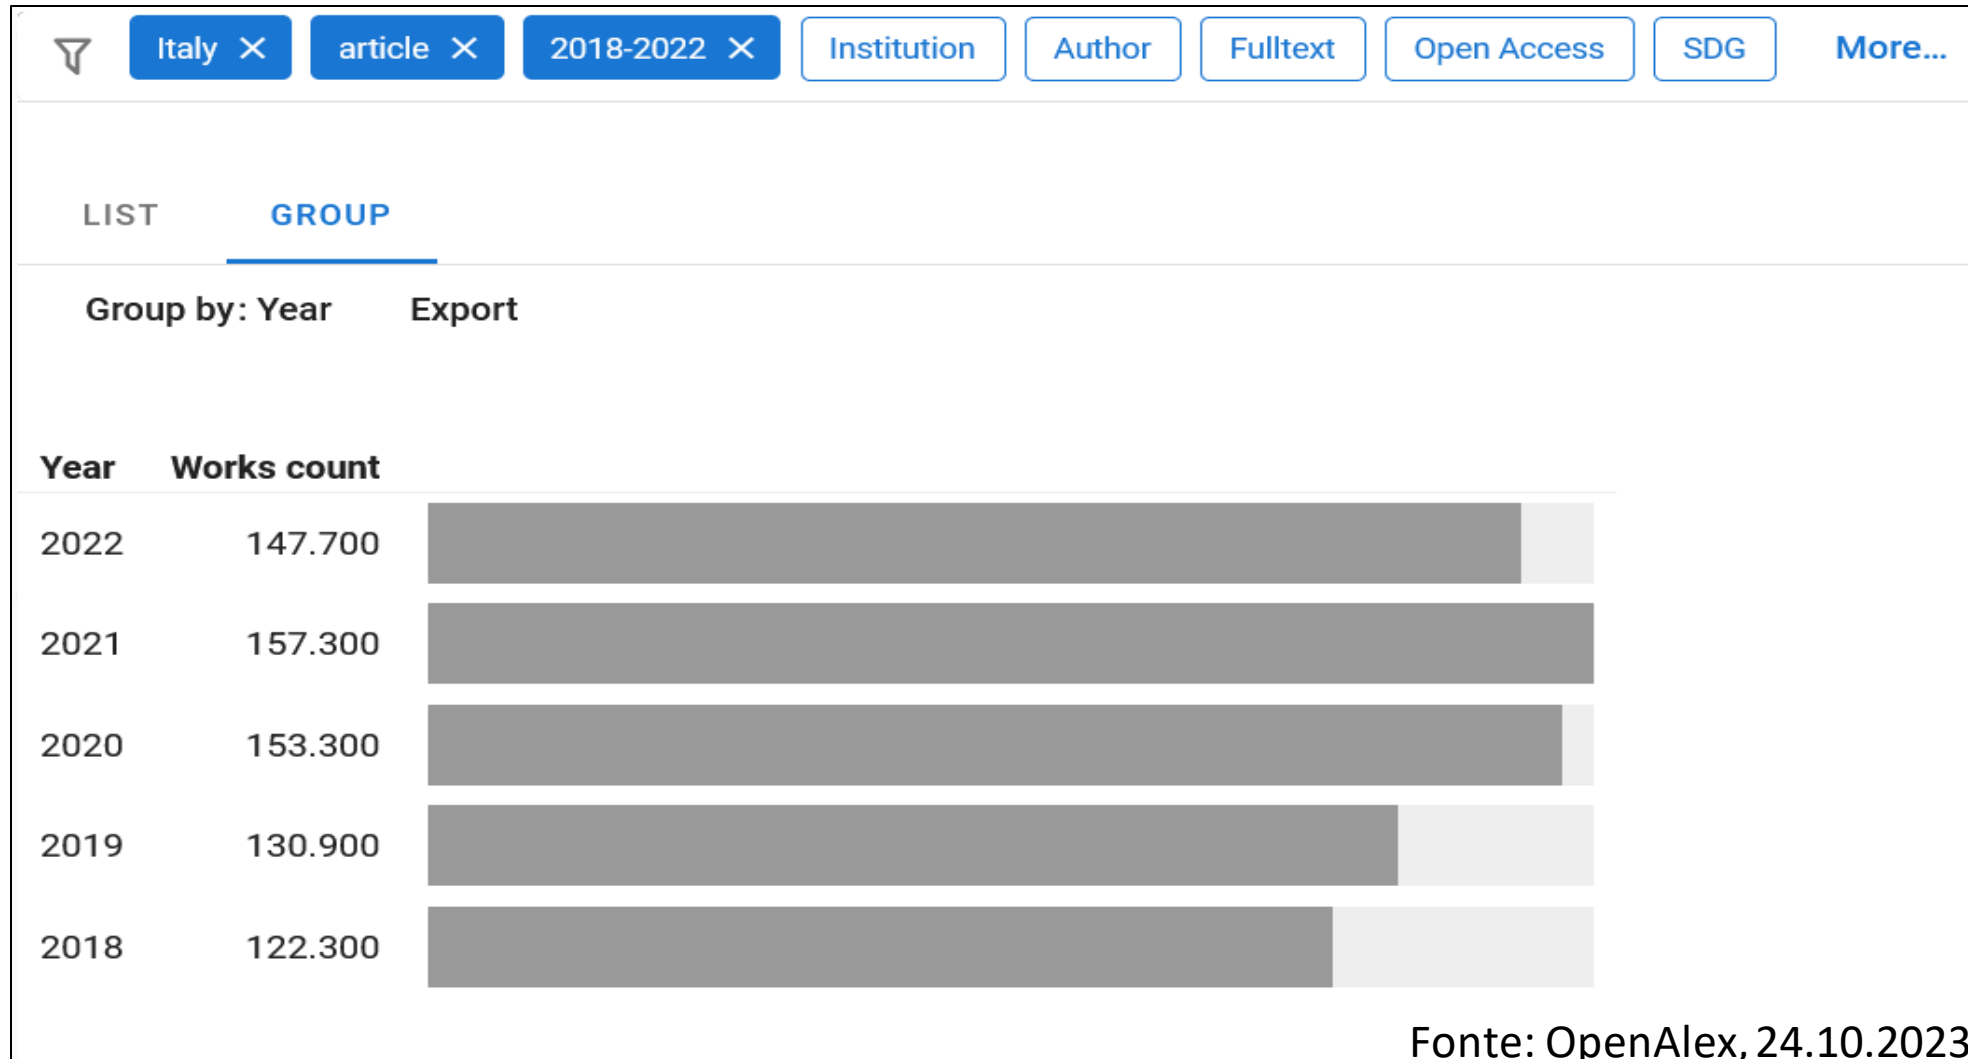 Italy × article × 2018-2022 × Institution Author Fulltext Open Access SDG More...
LIST GROUP
Group by: Year Export
Year Works count
2022 147.700
2021 157.300
2020 153.300
2019 130.900
2018 122.300
Fonte: OpenAlex, 24.10.2023